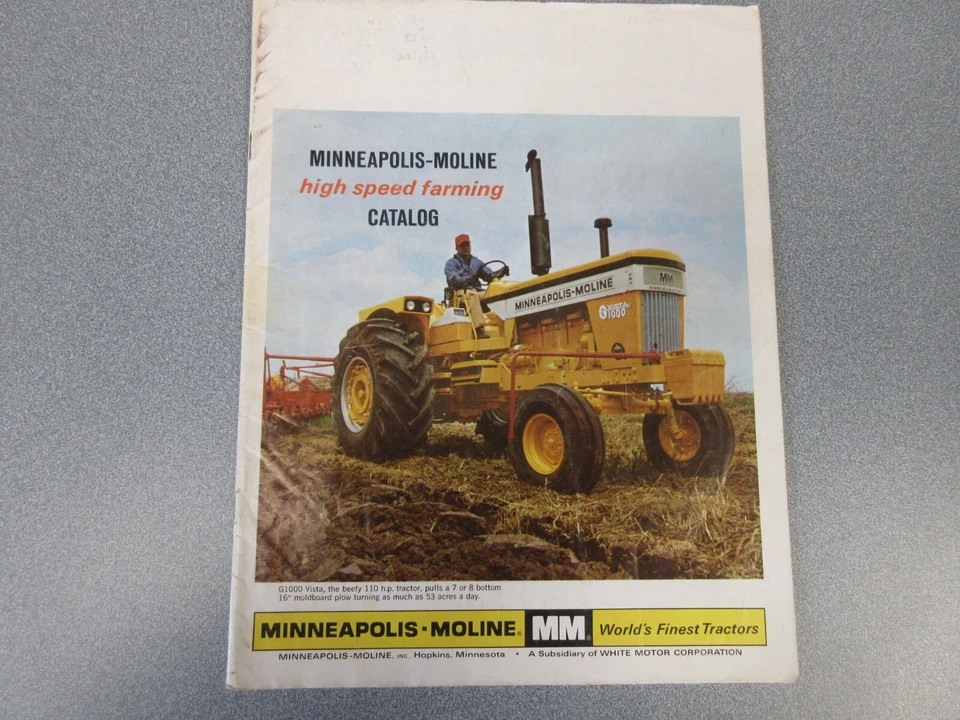 MINNEAPOLIS-MOLINE
high speed farming
CATALOG
MM
MINNEAPOLIS-MOLINE
G VISTA 1000
G1000 Vista, the beefy 110 h.p. tractor, pulls a 7 or 8 bottom
16" moldboard plow turning as much as 53 acres a day.
MINNEAPOLIS-MOLINE® MM® World's Finest Tractors
MINNEAPOLIS-MOLINE, INC. Hopkins, Minnesota • A Subsidiary of WHITE MOTOR CORPORATION